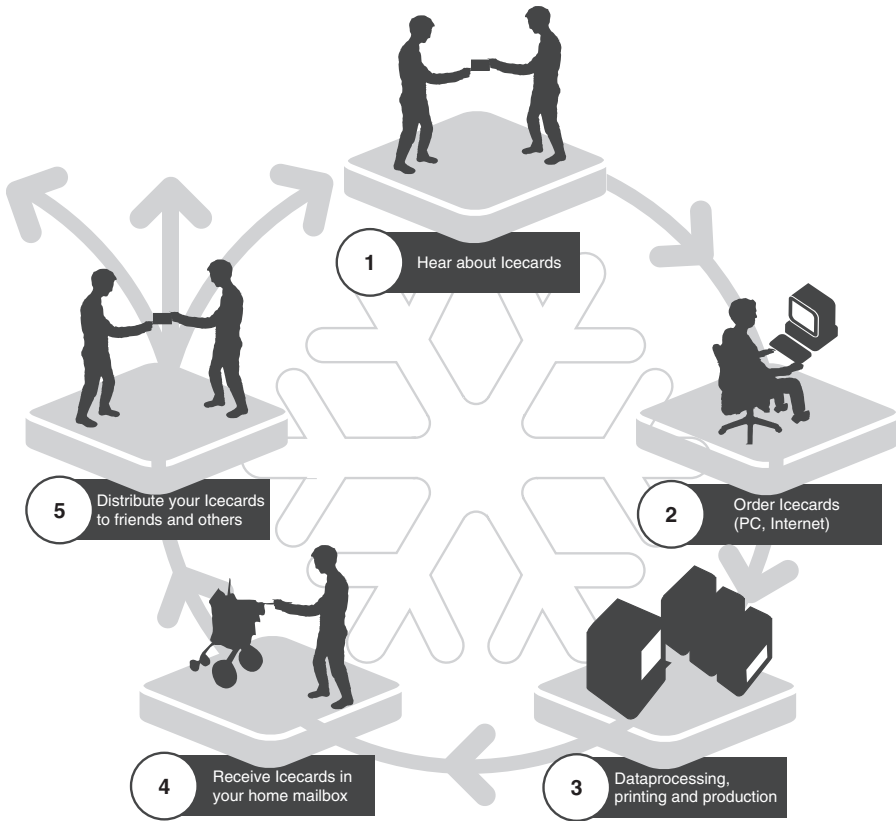 1
Hear about Icecards
2
Order Icecards
(PC, Internet)
3
Dataprocessing,
printing and production
4
Receive Icecards in
your home mailbox
5
Distribute your Icecards
to friends and others